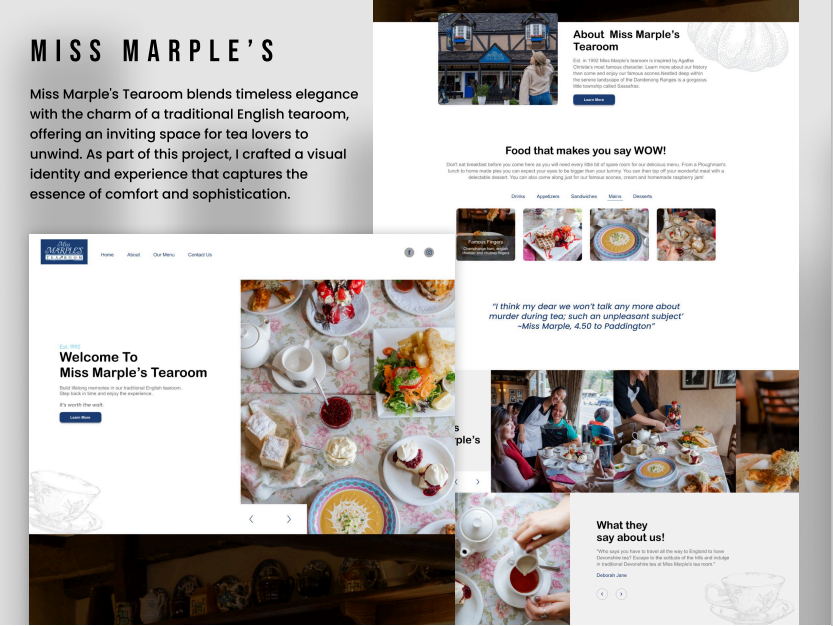 MISS MARPLE'S
Miss Marple's Tearoom blends timeless elegance
with the charm of a traditional English tearoom,
offering an inviting space for tea lovers to
unwind. As part of this project, I crafted a visual
identity and experience that captures the
essence of comfort and sophistication.
Miss
MARPLES
TEAROOM
Home About Our Menu Contact Us
Est. 1992
Welcome To
Miss Marple's Tearoom
Build lifelong memories in our traditional English tearoom.
Step back in time and enjoy the experience.
It's worth the wait.
Learn More
About Miss Marple's
Tearoom
Est. in 1992 Miss Marple's tearoom is inspired by Agatha
Christie's most famous character. Learn more about our history
then come and enjoy our famous scones. Nestled deep within
the serene landscape of the Dandenong Ranges is a gorgeous
little township called Sassafras.
Learn More
Food that makes you say WOW!
Don't eat breakfast before you come here as you will need every little bit of spare room for our delicious menu. From a Ploughman's
lunch to home made pies you can expect your eyes to be bigger than your tummy. You can then top off your wonderful meal with a
delectable dessert. You can also come along just for our famous scones, cream and homemade raspberry jam!
Drinks Appetizers Sandwiches Mains Desserts
Famous Fingers
Champhange ham, english
cheese, and chutney fingers
“I think my dear we won’t talk any more about
murder during tea; such an unpleasant subject’
~Miss Marple, 4.50 to Paddington”
s
rple’s
What they
say about us!
"Who says you have to travel all the way to England to have
Devonshire tea? Escape to the solitude of the hills and indulge
in traditional Devonshire tea at Miss Marple's tea room."
Deborah Jane